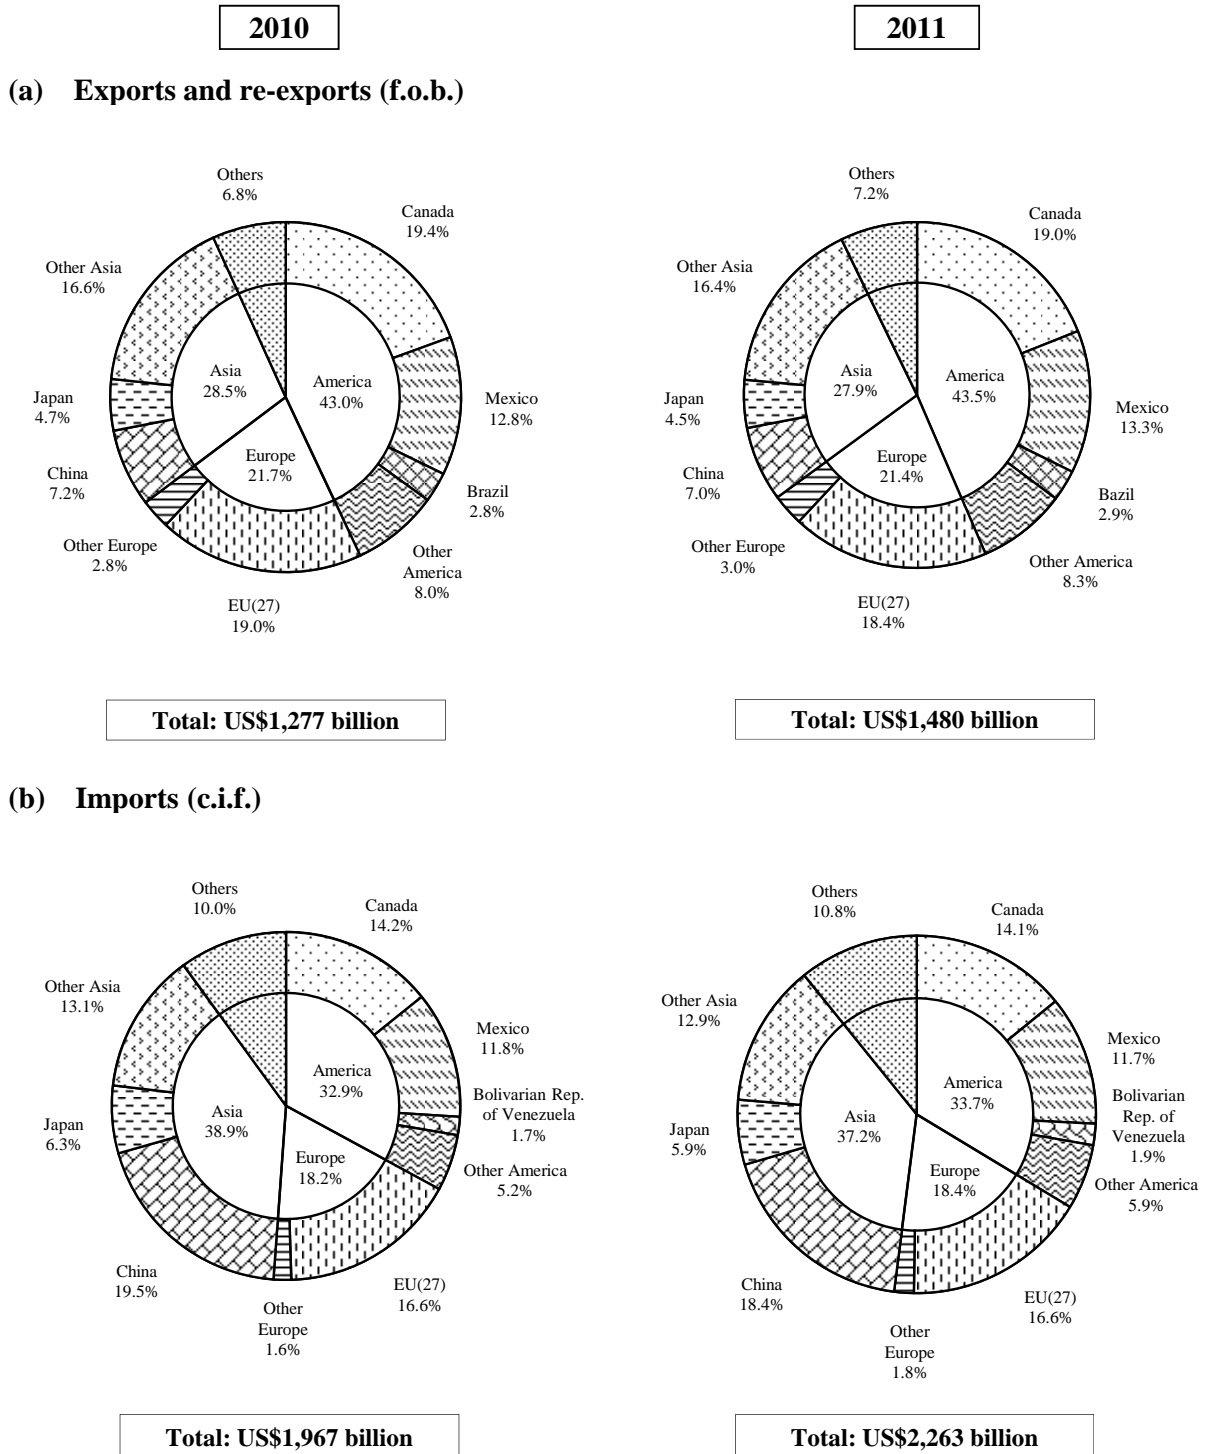 2010
2011
(a) Exports and re-exports (f.o.b.)
Others
6.8%
Canada
19.4%
Other Asia
16.6%
Asia
28.5%
America
43.0%
Japan
4.7%
Mexico
12.8%
Europe
21.7%
China
7.2%
Brazil
2.8%
Other Europe
2.8%
Other
America
8.0%
EU(27)
19.0%
Total: US$1,277 billion
Others
7.2%
Canada
19.0%
Other Asia
16.4%
Asia
27.9%
America
43.5%
Japan
4.5%
Mexico
13.3%
Europe
21.4%
China
7.0%
Bazil
2.9%
Other Europe
3.0%
Other America
8.3%
EU(27)
18.4%
Total: US$1,480 billion
(b) Imports (c.i.f.)
Others
10.0%
Canada
14.2%
Other Asia
13.1%
Mexico
11.8%
America
32.9%
Asia
38.9%
Bolivarian Rep.
of Venezuela
1.7%
Japan
6.3%
Europe
18.2%
Other America
5.2%
China
19.5%
EU(27)
16.6%
Other
Europe
1.6%
Total: US$1,967 billion
Others
10.8%
Canada
14.1%
Other Asia
12.9%
Mexico
11.7%
America
33.7%
Asia
37.2%
Bolivarian
Rep. of
Venezuela
1.9%
Japan
5.9%
Europe
18.4%
Other America
5.9%
China
18.4%
EU(27)
16.6%
Other
Europe
1.8%
Total: US$2,263 billion